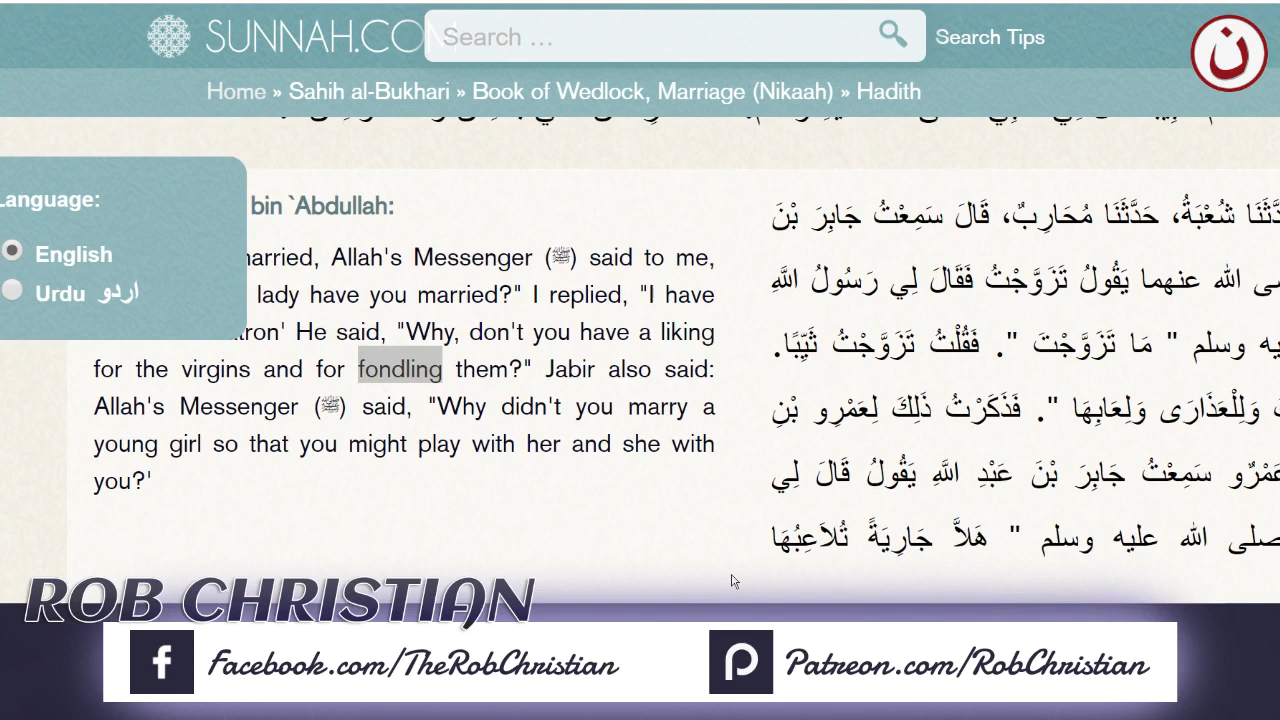 SUNNAH.COM
Search ...
Search Tips
ن
Home » Sahih al-Bukhari » Book of Wedlock, Marriage (Nikaah) » Hadith
Language:
English
Urdu اردو
bin `Abdullah:
arried, Allah's Messenger (ﷺ) said to me,
lady have you married?" I replied, "I have
tron' He said, "Why, don't you have a liking
for the virgins and for fondling them?" Jabir also said:
Allah's Messenger (ﷺ) said, "Why didn't you marry a
young girl so that you might play with her and she with
you?'
دَّثَنَا شُعْبَةُ، حَدَّثَنَا مُحَارِبٌ، قَالَ سَمِعْتُ جَابِرَ بْنَ
ى الله عنهما يَقُولُ تَزَوَّجْتُ فَقَالَ لِي رَسُولُ اللَّهِ
يه وسلم " مَا تَزَوَّجْتَ ". فَقُلْتُ تَزَوَّجْتُ ثَيِّبًا.
وَلِلْعَذَارَى وَلِعَابِهَا ". فَذَكَرْتُ ذَلِكَ لِعَمْرِو بْنِ
عَمْرٌو سَمِعْتُ جَابِرَ بْنَ عَبْدِ اللَّهِ يَقُولُ قَالَ لِي
صلى الله عليه وسلم " هَلاَّ جَارِيَةً تُلاَعِبُهَا
ROB CHRISTIAN
Facebook.com/TheRobChristian
Patreon.com/RobChristian